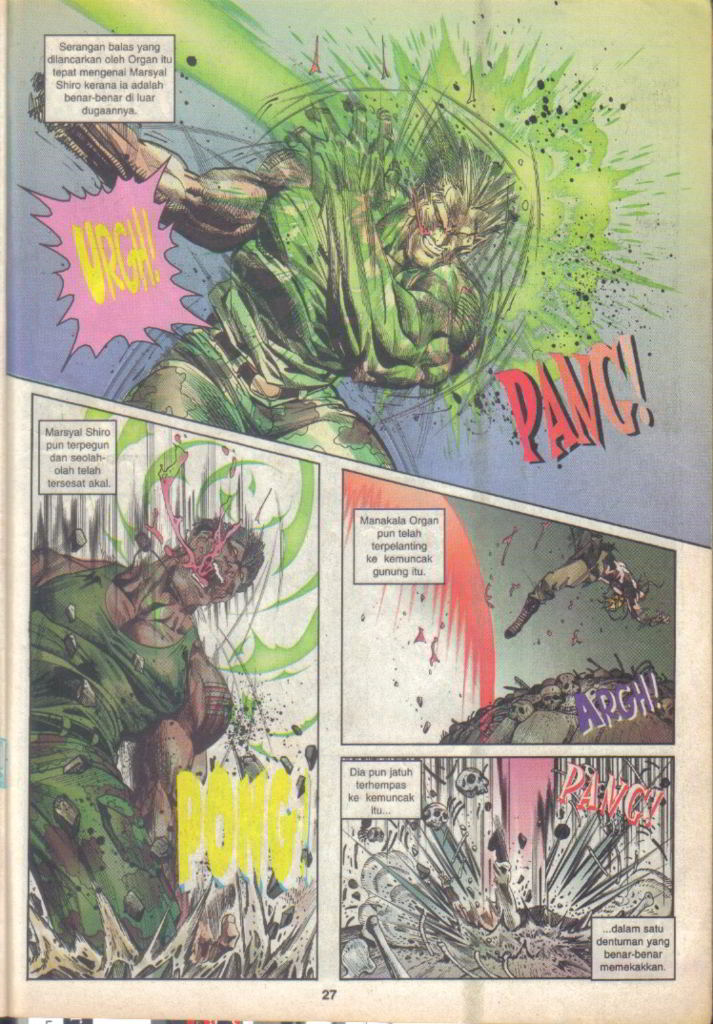 Serangan balas yang
dilancarkan oleh Organ itu
tepat mengenai Marsyal
Shiro kerana ia adalah
benar-benar di luar
dugaannya.
URGH!
PANG!
Marsyal Shiro
pun terpegun
dan seolah-
olah telah
tersesat akal.
PONG!
Manakala Organ
pun telah
terpelanting
ke kemuncak
gunung itu.
ARGH!
Dia pun jatuh
terhempas
ke kemuncak
itu...
PANG!
...dalam satu
dentuman yang
benar-benar
memekakkan.
27